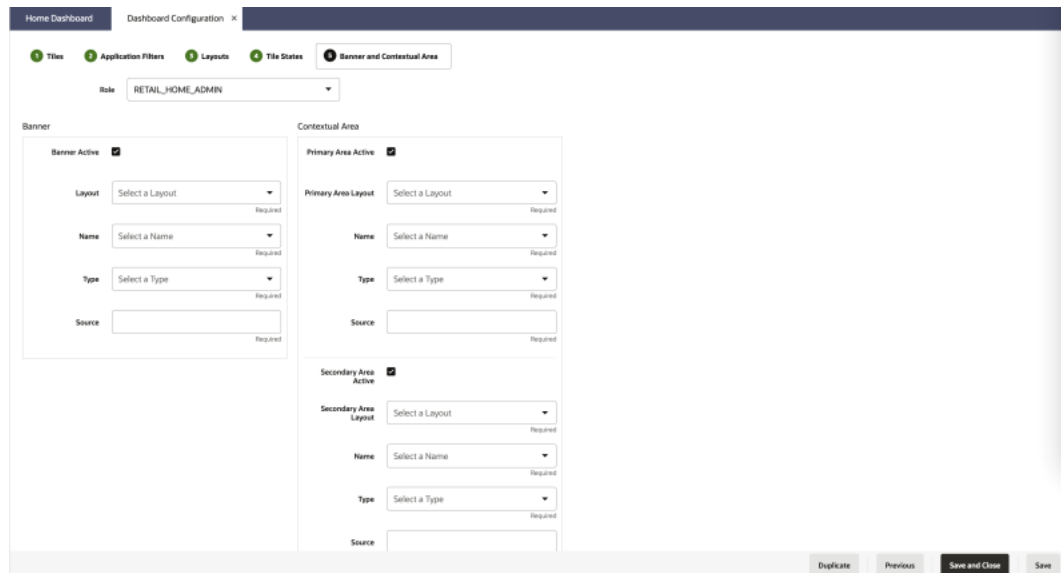 Home Dashboard Dashboard Configuration ×
1 Tiles 2 Application Filters 3 Layouts 4 Tile States 5 Banner and Contextual Area
Role RETAIL_HOME_ADMIN
Banner Contextual Area
Banner Active Primary Area Active
Layout Select a Layout Primary Area Layout Select a Layout
Required Required
Name Select a Name Name Select a Name
Required Required
Type Select a Type Type Select a Type
Required Required
Source Source
Required Required
Secondary Area
Active
Secondary Area
Layout Select a Layout
Required
Name Select a Name
Required
Type Select a Type
Required
Source
Duplicate Previous Save and Close Save